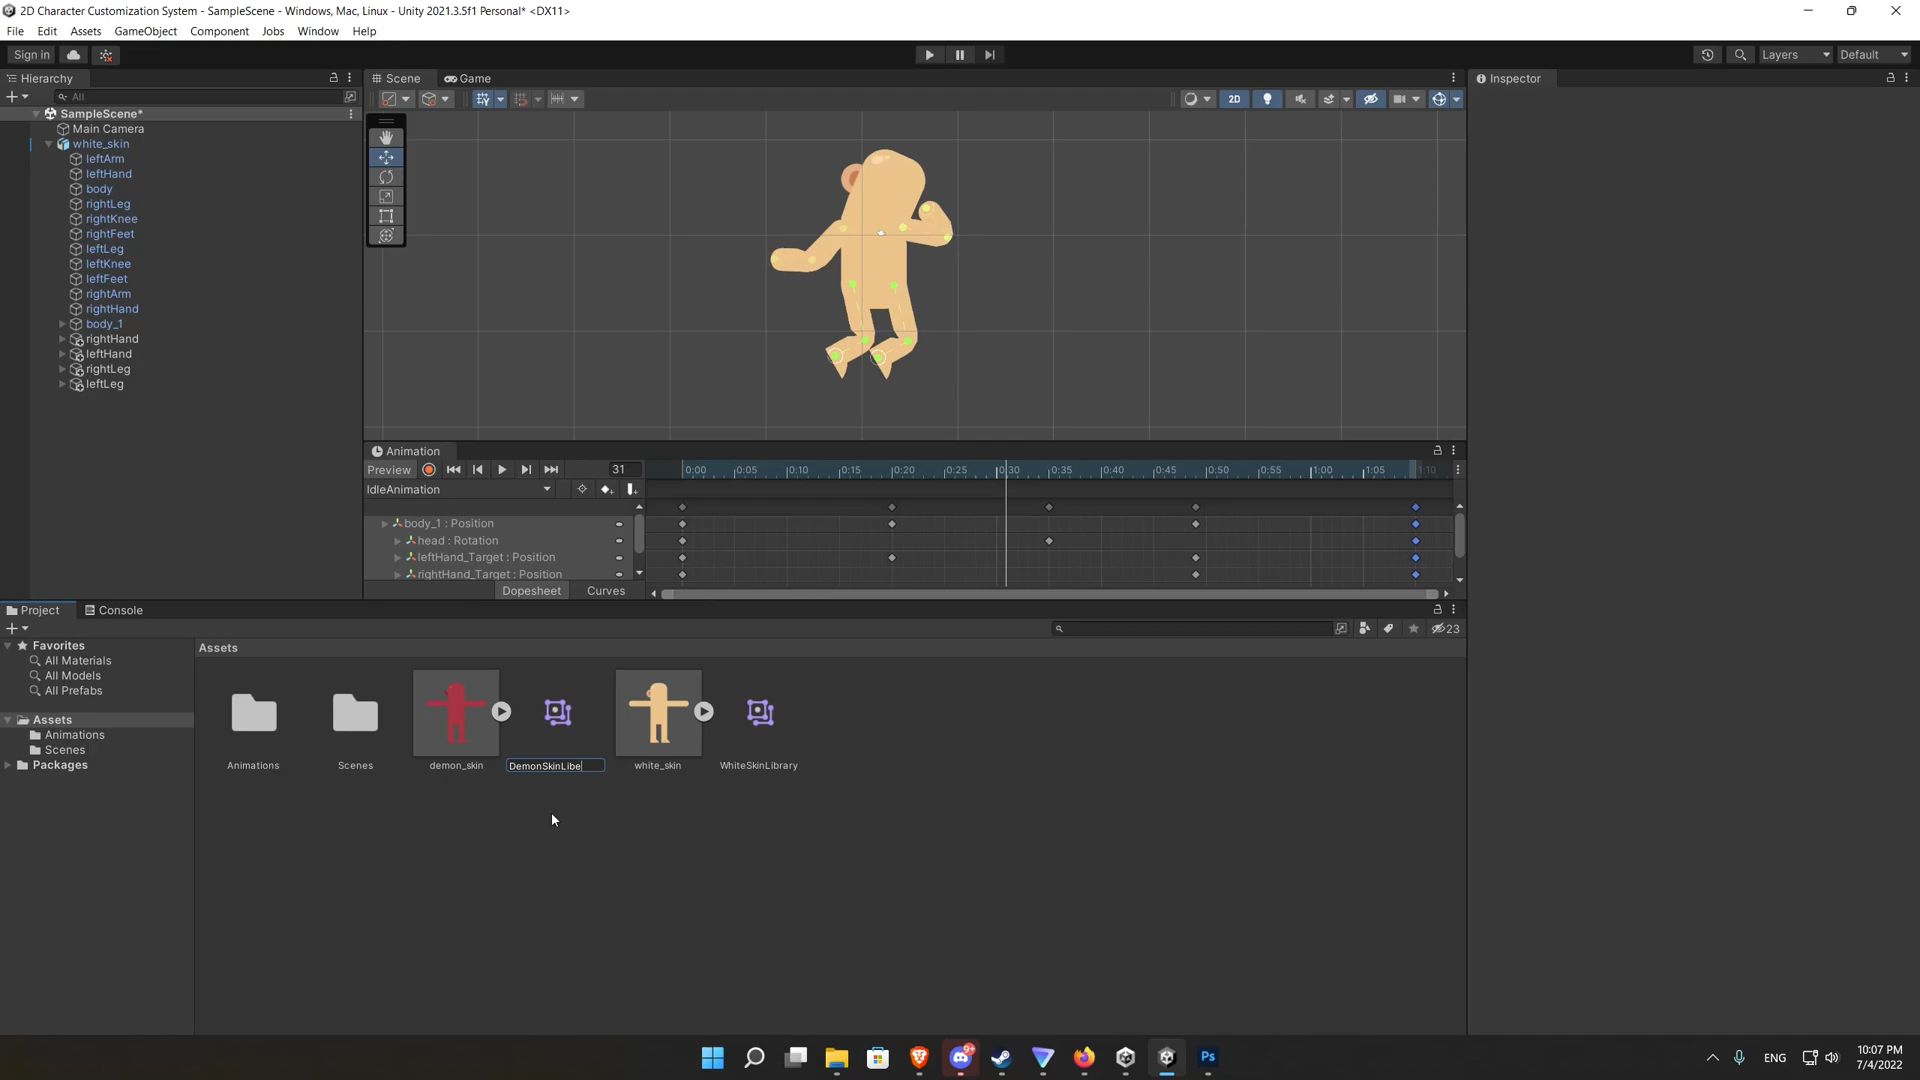 2D Character Customization System - SampleScene - Windows, Mac, Linux - Unity 2021.3.5f1 Personal* <DX11>
File Edit Assets GameObject Component Jobs Window Help
Sign in
Layers
Default
Hierarchy
Scene
Game
Inspector
All
2D
SampleScene*
Main Camera
white_skin
leftArm
leftHand
body
rightLeg
rightKnee
rightFeet
leftLeg
leftKnee
leftFeet
rightArm
rightHand
body_1
rightHand
leftHand
rightLeg
leftLeg
Animation
Preview
31
0:00 0:05 0:10 0:15 0:20 0:25 0:30 0:35 0:40 0:45 0:50 0:55 1:00 1:05 1:10
IdleAnimation
body_1 : Position
head : Rotation
leftHand_Target : Position
rightHand_Target : Position
Dopesheet
Curves
Project
Console
23
Favorites
All Materials
All Models
All Prefabs
Assets
Animations
Scenes
Packages
Assets
Animations
Scenes
demon_skin
DemonSkinLibe
white_skin
WhiteSkinLibrary
9+
Ps
ENG
10:07 PM
7/4/2022